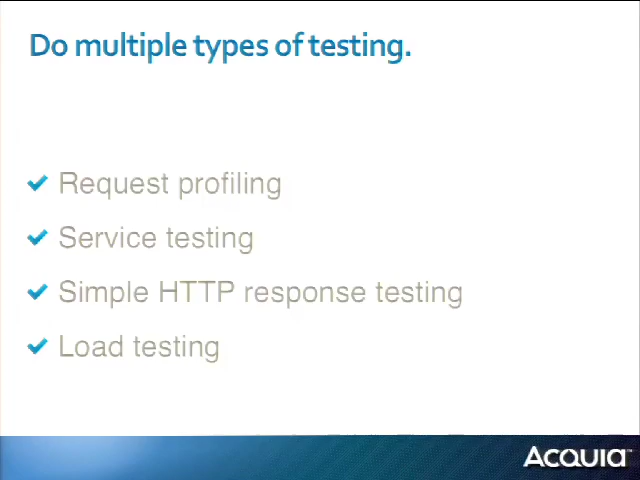 Do multiple types of testing.
Request profiling
Service testing
Simple HTTP response testing
Load testing
ACQUIA